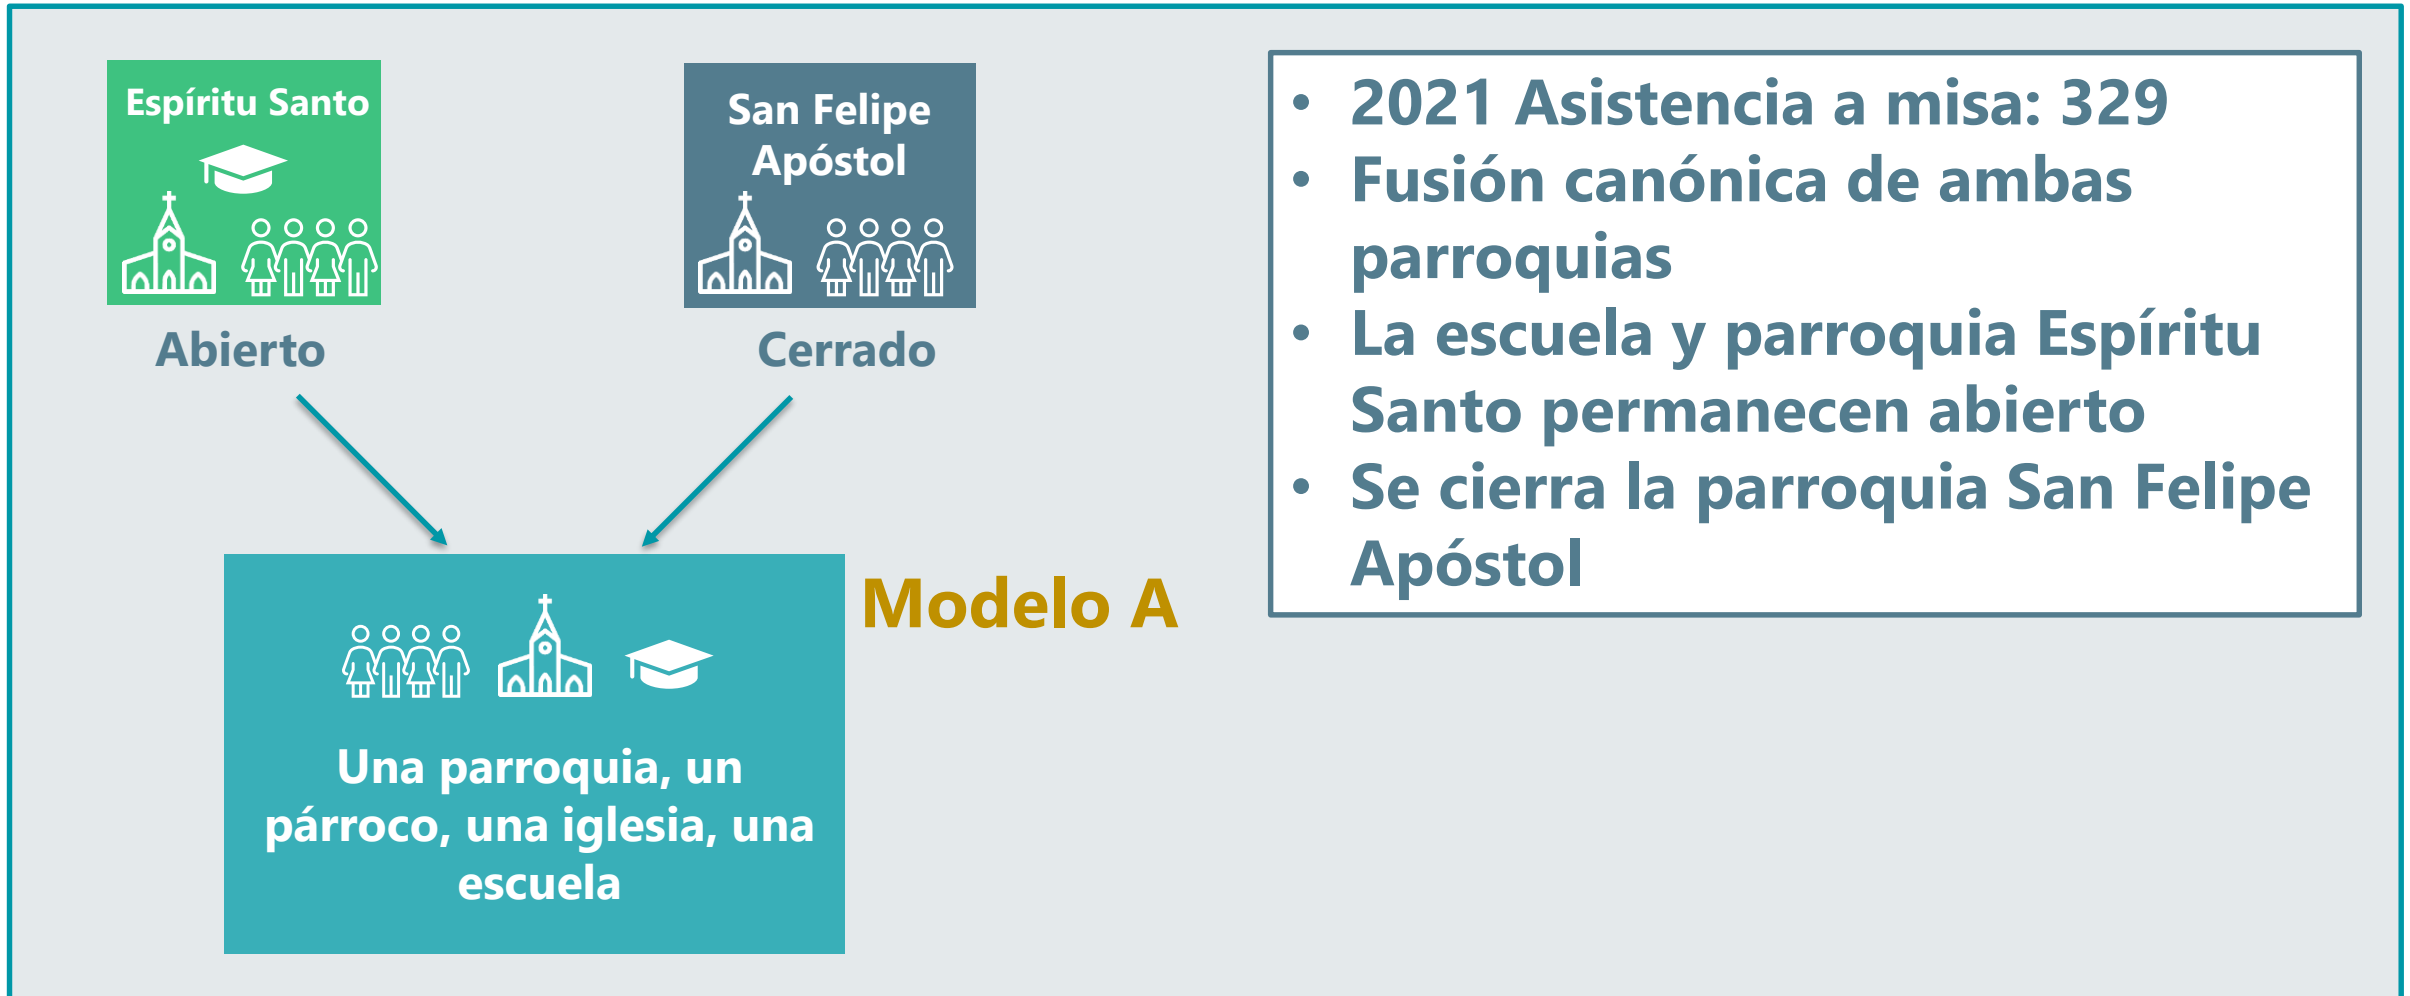 Espíritu Santo
San Felipe
Apóstol
Abierto
Cerrado
Modelo A
Una parroquia, un
párroco, una iglesia, una
escuela
• 2021 Asistencia a misa: 329
• Fusión canónica de ambas
parroquias
• La escuela y parroquia Espíritu
Santo permanecen abierto
• Se cierra la parroquia San Felipe
Apóstol